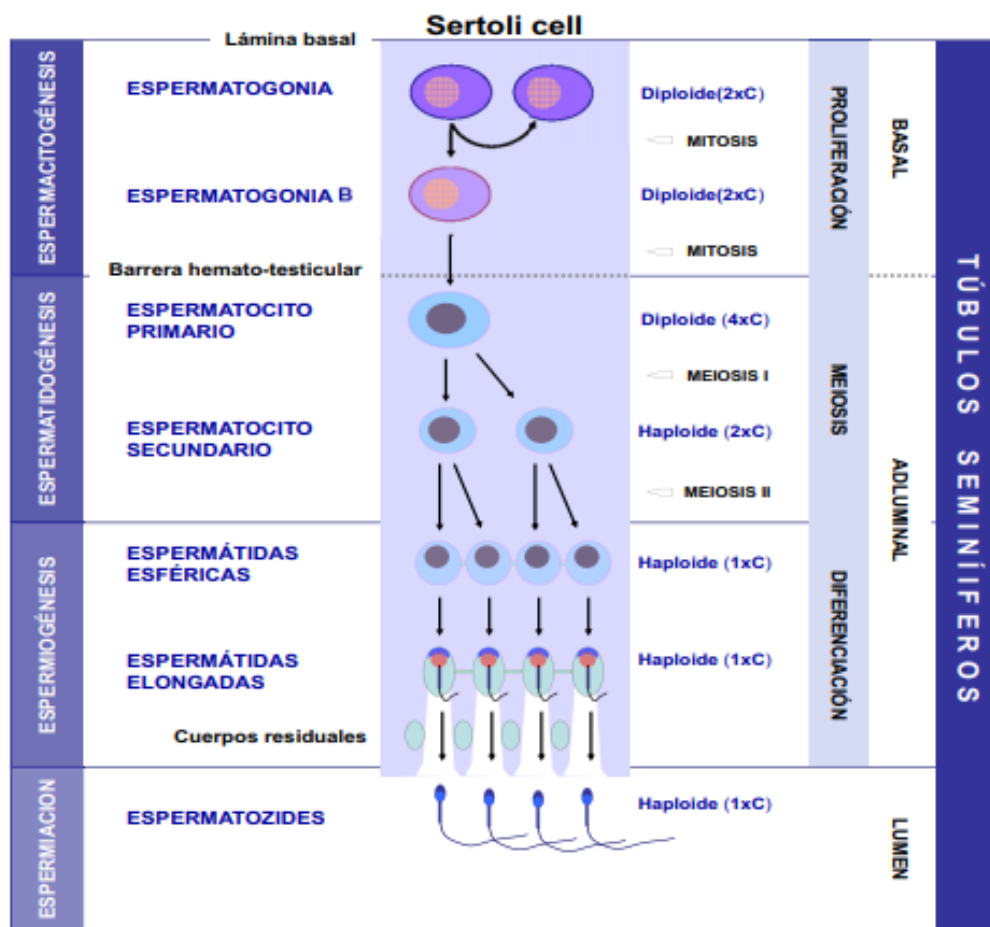 Sertoli cell
Lámina basal
ESPERMACITOGÉNESIS
ESPERMATOGONIA
Diploide(2xC)
MITOSIS
ESPERMATOGONIA B
Diploide(2xC)
MITOSIS
PROLIFERACIÓN
BASAL
Barrera hemato-testicular
ESPERMATIDOGÉNESIS
ESPERMATOCITO
PRIMARIO
Diploide (4xC)
MEIOSIS I
ESPERMATOCITO
SECUNDARIO
Haploide (2xC)
MEIOSIS II
MEIOSIS
ADLUMINAL
ESPERMIOGÉNESIS
ESPERMÁTIDAS
ESFÉRICAS
Haploide (1xC)
ESPERMÁTIDAS
ELONGADAS
Haploide (1xC)
DIFERENCIACIÓN
Cuerpos residuales
ESPERMIACION
ESPERMATOZIDES
Haploide (1xC)
LUMEN
TÚBULOS SEMINÍIFEROS